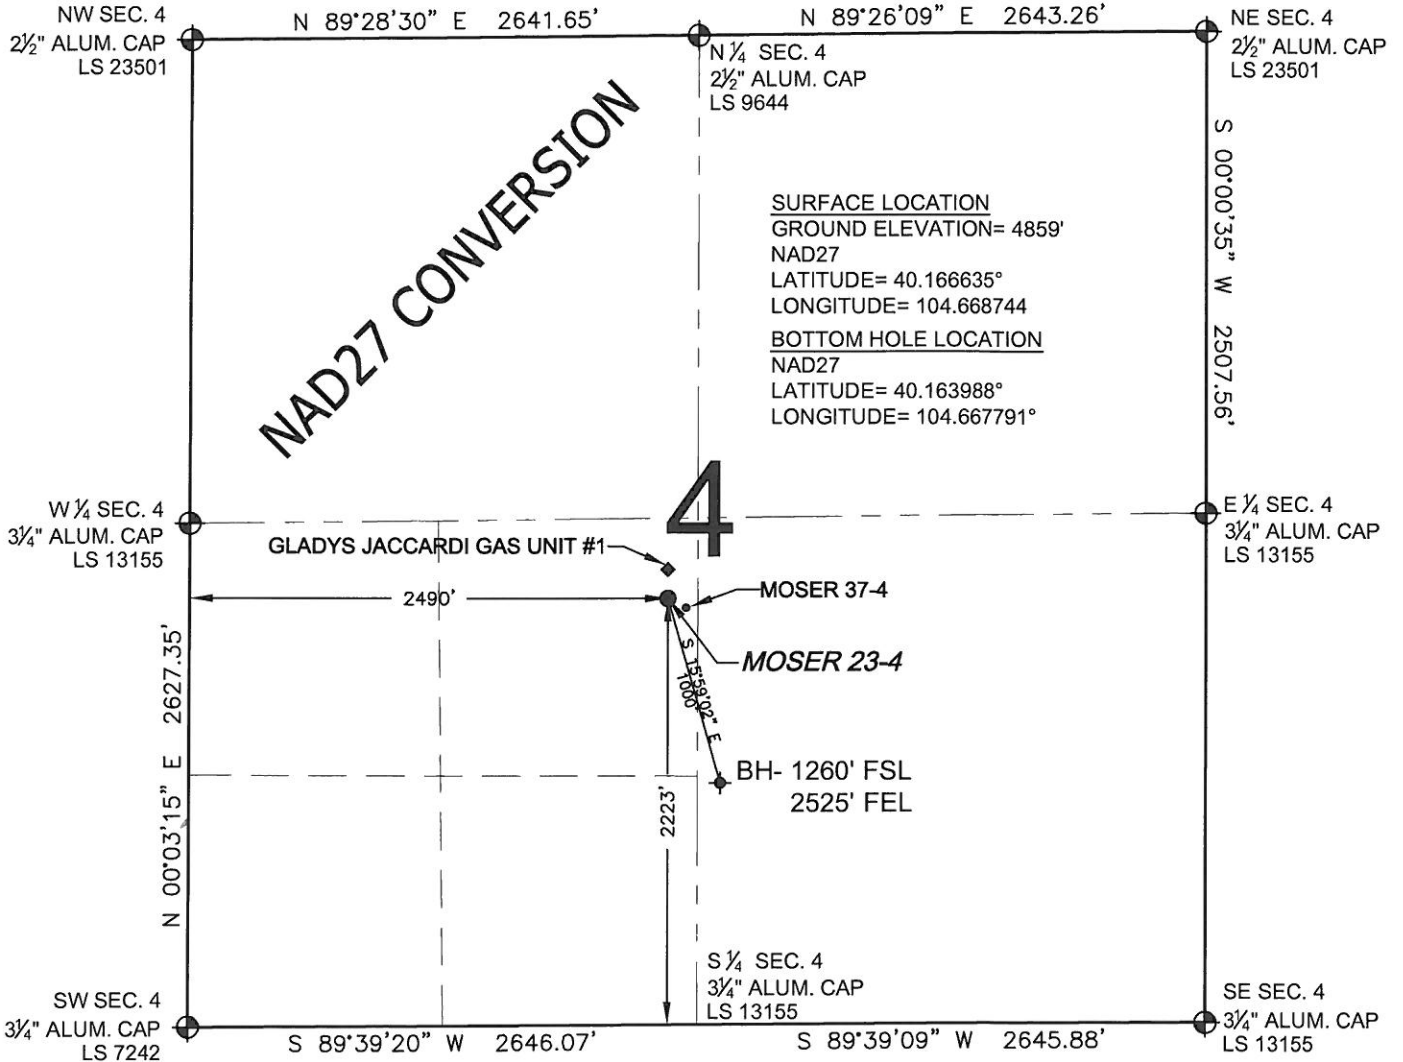 NW SEC. 4
2½" ALUM. CAP
LS 23501
N 89°28'30" E 2641.65'
N 89°26'09" E 2643.26'
NE SEC. 4
2½" ALUM. CAP
LS 23501
N ¼ SEC. 4
2½" ALUM. CAP
LS 9644
NAD27 CONVERSION
S 00°00'35" W 2507.56'
SURFACE LOCATION
GROUND ELEVATION= 4859'
NAD27
LATITUDE= 40.166635°
LONGITUDE= 104.668744
BOTTOM HOLE LOCATION
NAD27
LATITUDE= 40.163988°
LONGITUDE= 104.667791°
4
W ¼ SEC. 4
3¼" ALUM. CAP
LS 13155
E ¼ SEC. 4
3¼" ALUM. CAP
LS 13155
GLADYS JACCARDI GAS UNIT #1
2490'
MOSER 37-4
MOSER 23-4
S 15°59'02" E
1000'
N 00°03'15" E 2627.35'
BH- 1260' FSL
2525' FEL
2223'
S ¼ SEC. 4
3¼" ALUM. CAP
LS 13155
SW SEC. 4
3¼" ALUM. CAP
LS 7242
S 89°39'20" W 2646.07'
S 89°39'09" W 2645.88'
SE SEC. 4
3¼" ALUM. CAP
LS 13155